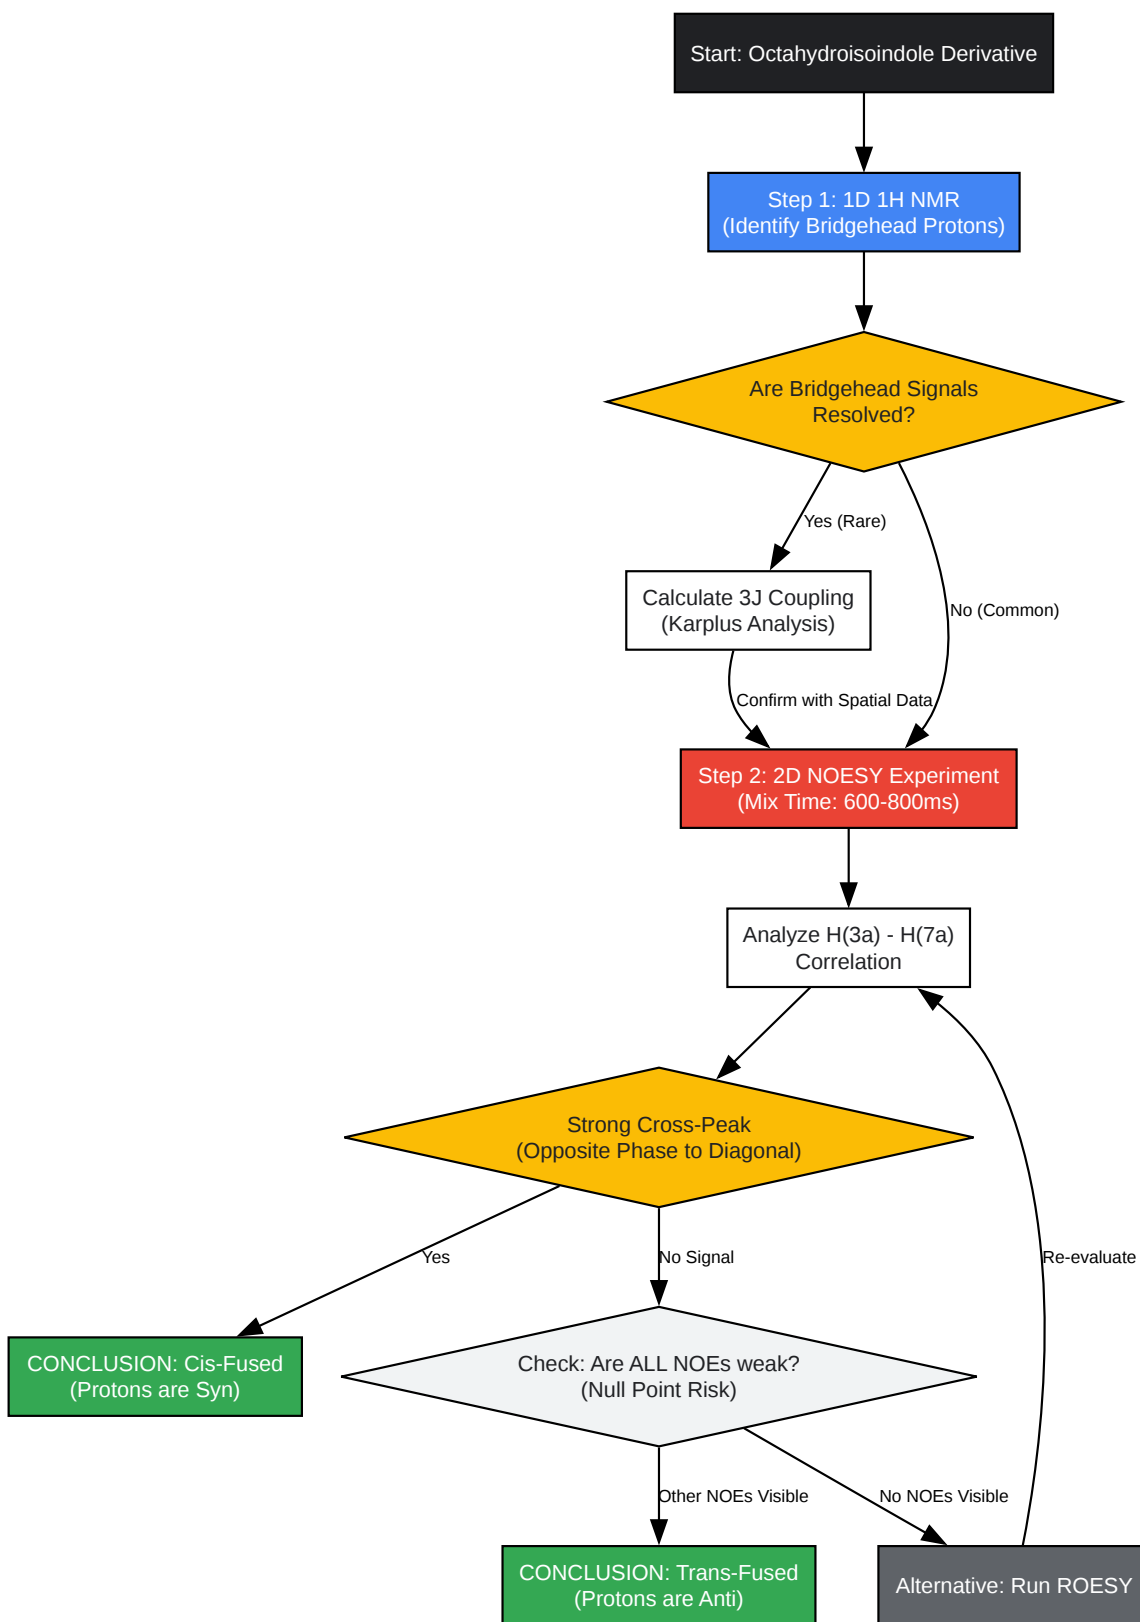 Start: Octahydroisoindole Derivative
Step 1: 1D 1H NMR
(Identify Bridgehead Protons)
Are Bridgehead Signals
Resolved?
Yes (Rare)
No (Common)
Calculate 3J Coupling
(Karplus Analysis)
Confirm with Spatial Data
Step 2: 2D NOESY Experiment
(Mix Time: 600-800ms)
Analyze H(3a) - H(7a)
Correlation
Strong Cross-Peak
(Opposite Phase to Diagonal)
Yes
No Signal
Re-evaluate
CONCLUSION: Cis-Fused
(Protons are Syn)
Check: Are ALL NOEs weak?
(Null Point Risk)
Other NOEs Visible
No NOEs Visible
CONCLUSION: Trans-Fused
(Protons are Anti)
Alternative: Run ROESY